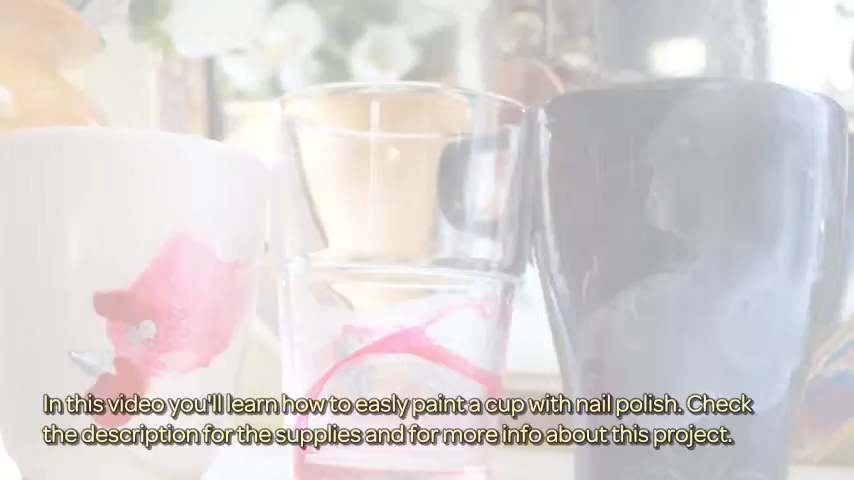 In this video you'll learn how to easly paint a cup with nail polish. Check
the description for the supplies and for more info about this project.